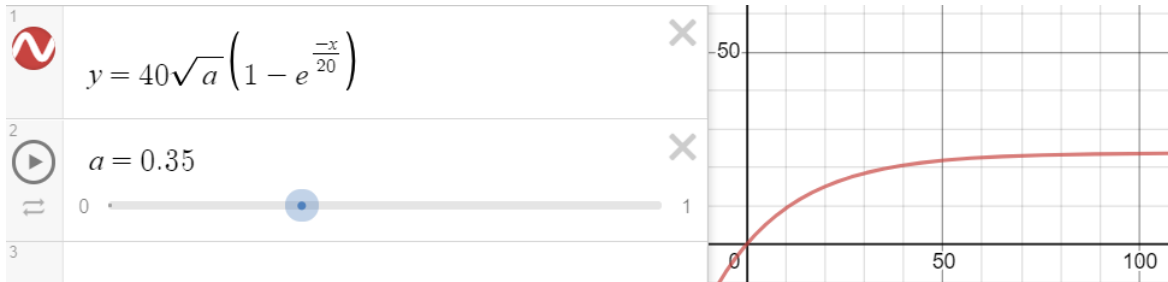 1
y = 40√a (1 − e^(−x/20))
2
a = 0.35
0 1
3
50
0 50 100